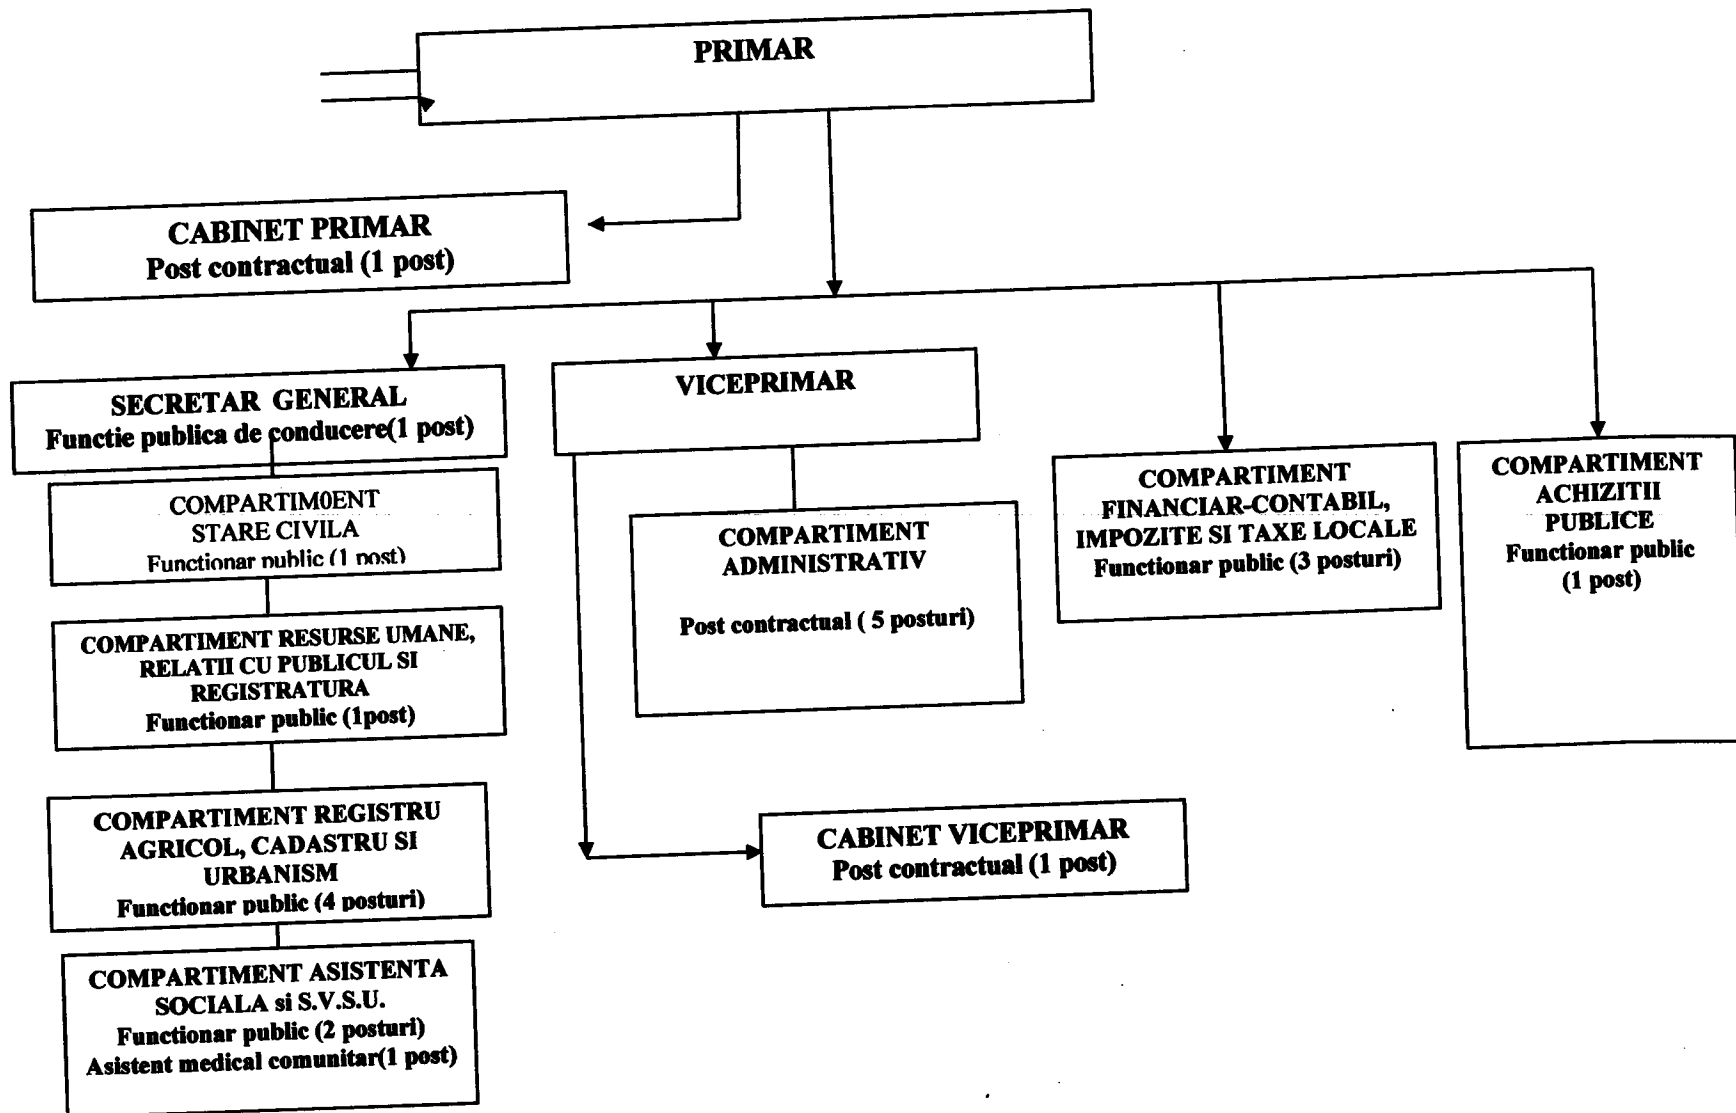 PRIMAR
CABINET PRIMAR
Post contractual (1 post)
SECRETAR GENERAL
Functie publica de conducere(1 post)
COMPARTIM0ENT
STARE CIVILA
Functionar public (1 post)
COMPARTIMENT RESURSE UMANE,
RELATII CU PUBLICUL SI
REGISTRATURA
Functionar public (1post)
COMPARTIMENT REGISTRU
AGRICOL, CADASTRU SI
URBANISM
Functionar public (4 posturi)
COMPARTIMENT ASISTENTA
SOCIALA si S.V.S.U.
Functionar public (2 posturi)
Asistent medical comunitar(1 post)
VICEPRIMAR
COMPARTIMENT
ADMINISTRATIV
Post contractual ( 5 posturi)
CABINET VICEPRIMAR
Post contractual (1 post)
COMPARTIMENT
FINANCIAR-CONTABIL,
IMPOZITE SI TAXE LOCALE
Functionar public (3 posturi)
COMPARTIMENT
ACHIZITII
PUBLICE
Functionar public
(1 post)